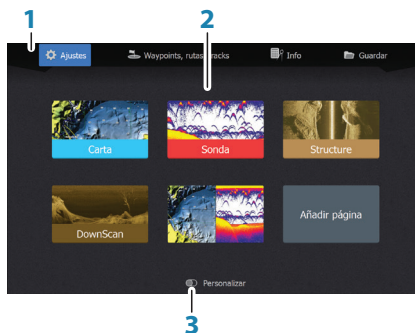 1
2
Ajustes
Waypoints, rutas, tracks
Info
Guardar
Carta
Sonda
Structure
DownScan
Añadir página
Personalizar
3